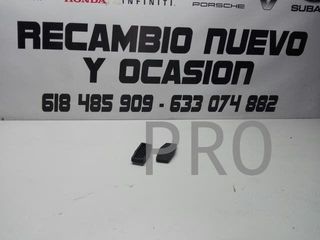 HONDA INFINITI PORSCHE SUBA
RECAMBIO NUEVO
Y OCASION
618 485 909 - 633 074 882
PRO